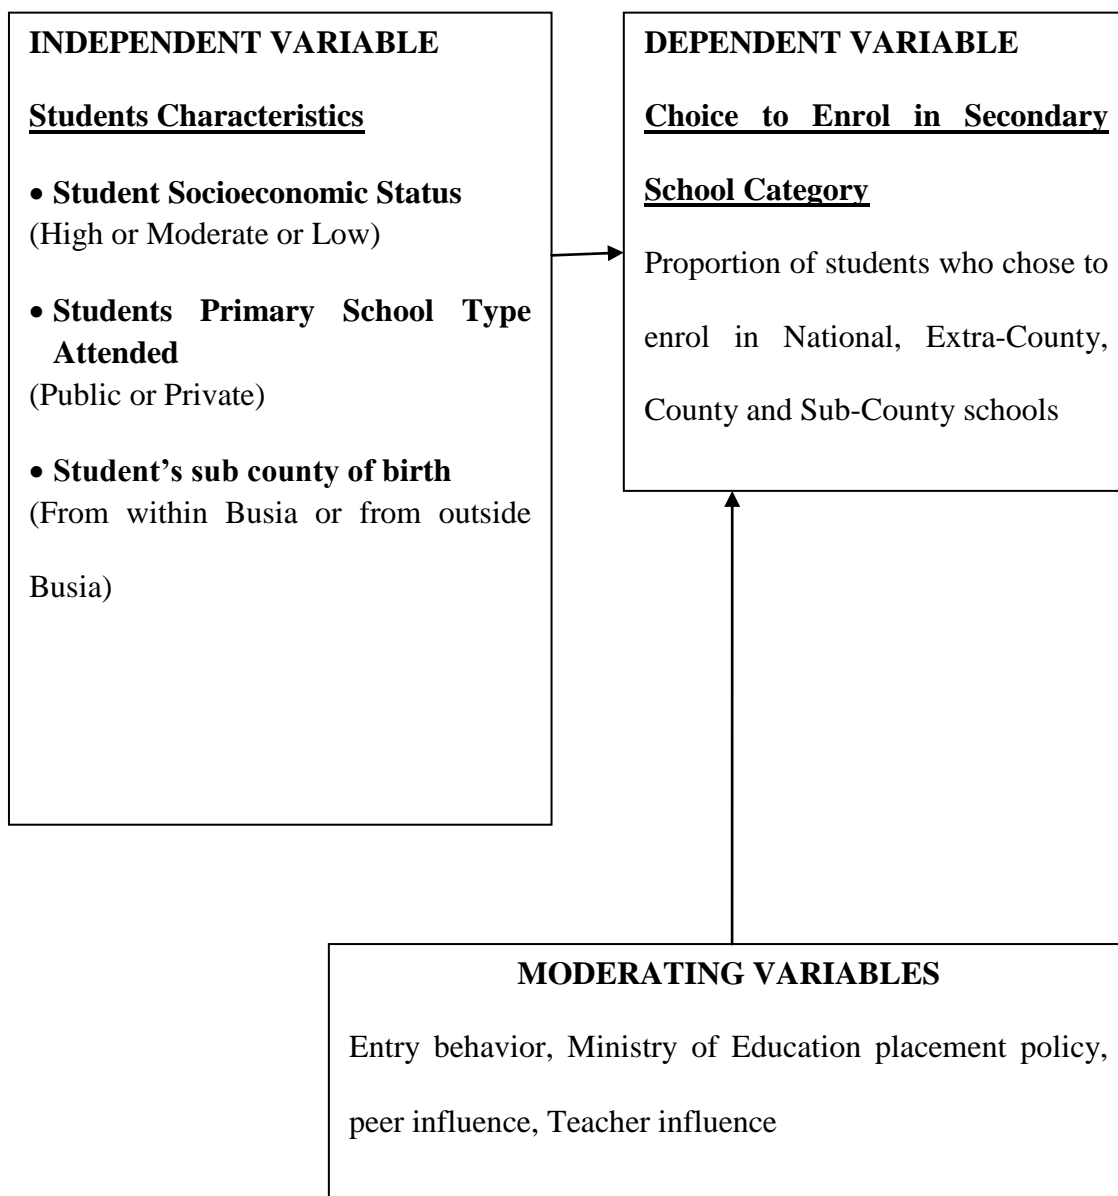 INDEPENDENT VARIABLE
Students Characteristics
• Student Socioeconomic Status
(High or Moderate or Low)
• Students Primary School Type
Attended
(Public or Private)
• Student’s sub county of birth
(From within Busia or from outside
Busia)
DEPENDENT VARIABLE
Choice to Enrol in Secondary
School Category
Proportion of students who chose to
enrol in National, Extra-County,
County and Sub-County schools
MODERATING VARIABLES
Entry behavior, Ministry of Education placement policy,
peer influence, Teacher influence